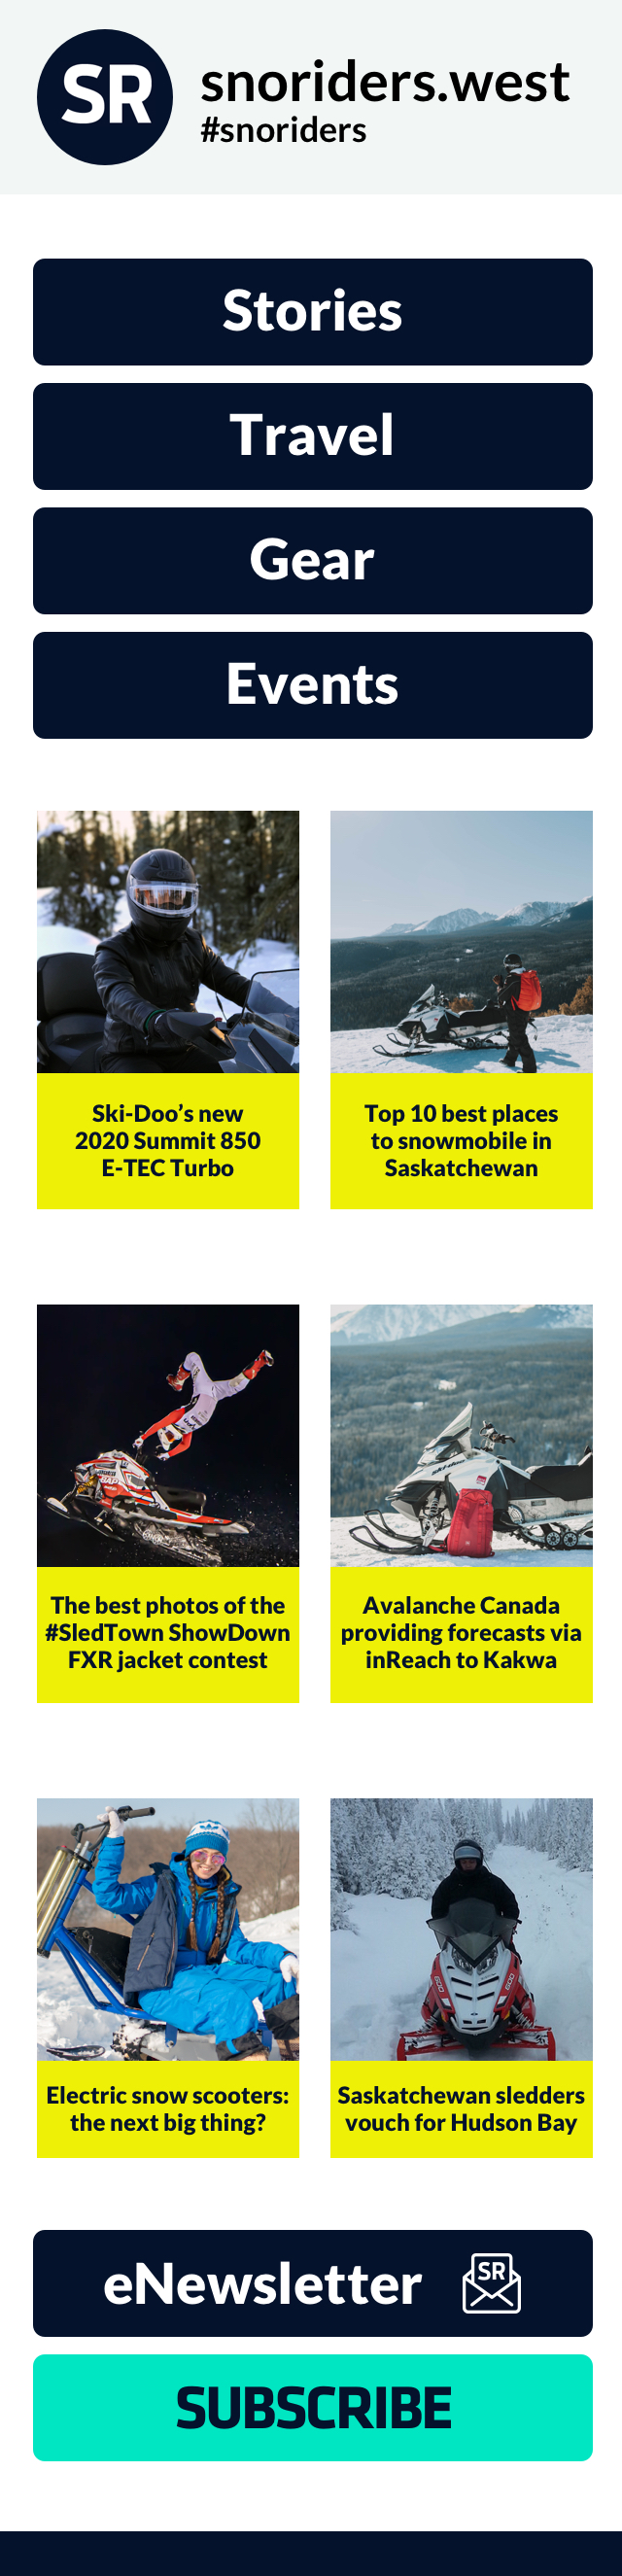 SR
snoriders.west
#snoriders
Stories
Travel
Gear
Events
Ski-Doo’s new
2020 Summit 850
E-TEC Turbo
Top 10 best places
to snowmobile in
Saskatchewan
The best photos of the
#SledTown ShowDown
FXR jacket contest
Avalanche Canada
providing forecasts via
inReach to Kakwa
600
600
Electric snow scooters:
the next big thing?
Saskatchewan sledders
vouch for Hudson Bay
eNewsletter
SR
SUBSCRIBE